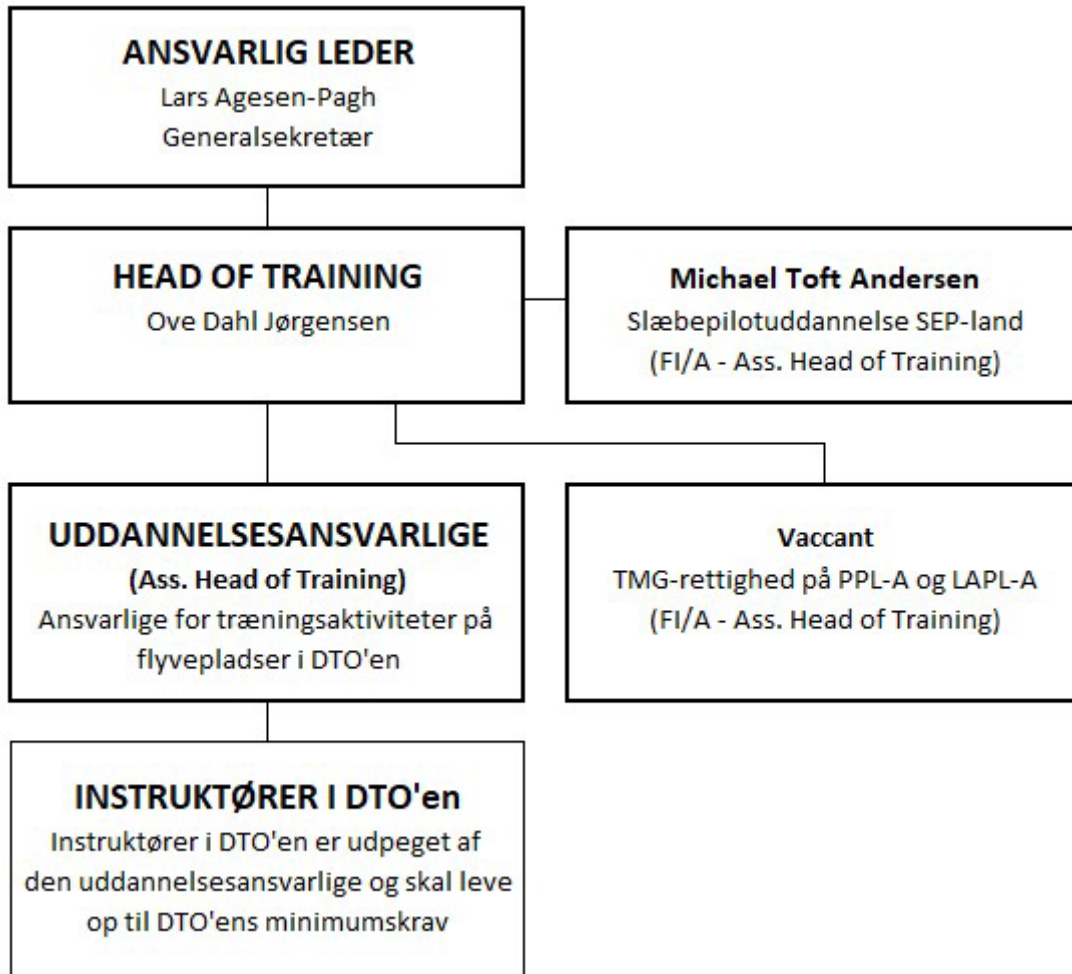 ANSVARLIG LEDER
Lars Agesen-Pagh
Generalsekretær
HEAD OF TRAINING
Ove Dahl Jørgensen
Michael Toft Andersen
Slæbepilotuddannelse SEP-land
(FI/A - Ass. Head of Training)
UDDANNELSESANSVARLIGE
(Ass. Head of Training)
Ansvarlige for træningsaktiviteter på
flyvepladser i DTO'en
Vaccant
TMG-rettighed på PPL-A og LAPL-A
(FI/A - Ass. Head of Training)
INSTRUKTØRER I DTO'en
Instruktører i DTO'en er udpeget af
den uddannelsesansvarlige og skal leve
op til DTO'ens minimumskrav